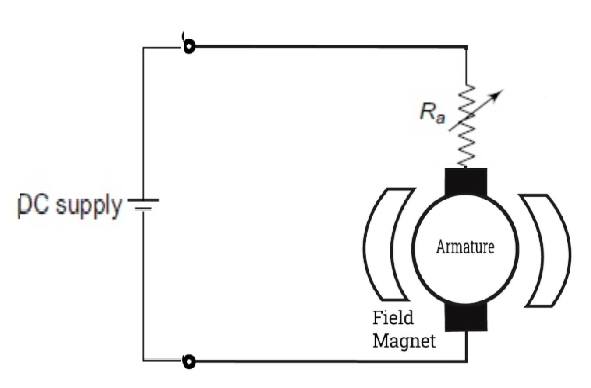 Ra
DC supply
Armature
Field
Magnet